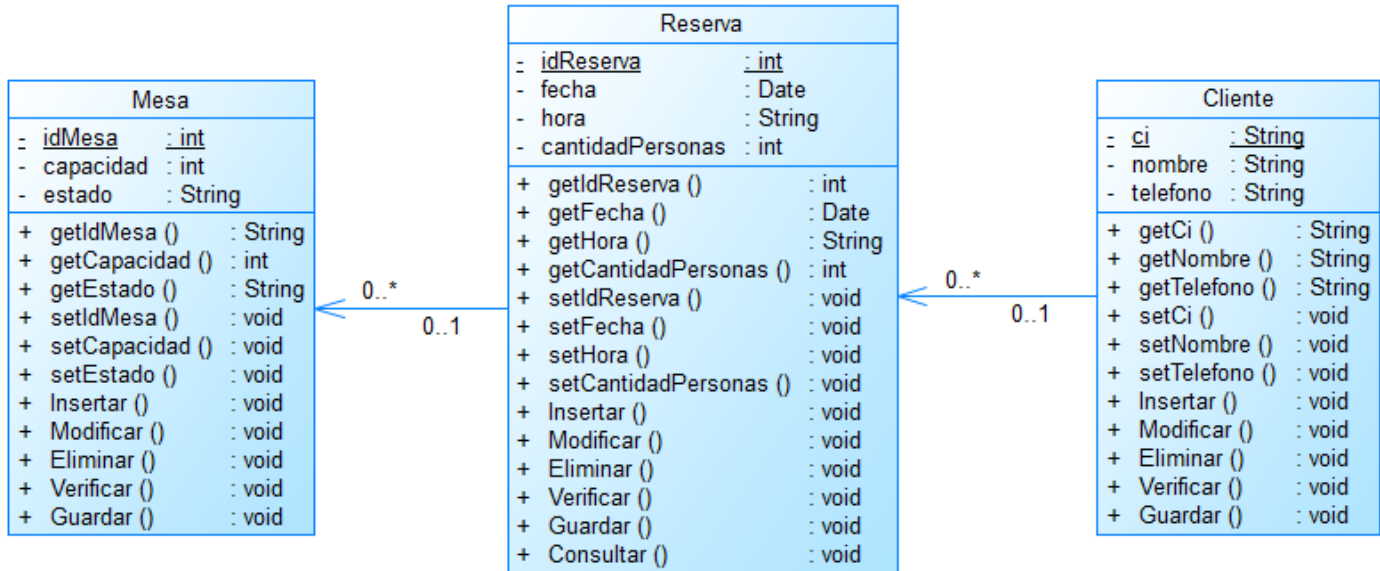 Mesa
- idMesa : int
- capacidad : int
- estado : String
+ getIdMesa () : String
+ getCapacidad () : int
+ getEstado () : String
+ setIdMesa () : void
+ setCapacidad () : void
+ setEstado () : void
+ Insertar () : void
+ Modificar () : void
+ Eliminar () : void
+ Verificar () : void
+ Guardar () : void
0..*
0..1
Reserva
- idReserva : int
- fecha : Date
- hora : String
- cantidadPersonas : int
+ getIdReserva () : int
+ getFecha () : Date
+ getHora () : String
+ getCantidadPersonas () : int
+ setIdReserva () : void
+ setFecha () : void
+ setHora () : void
+ setCantidadPersonas () : void
+ Insertar () : void
+ Modificar () : void
+ Eliminar () : void
+ Verificar () : void
+ Guardar () : void
+ Consultar () : void
0..*
0..1
Cliente
- ci : String
- nombre : String
- telefono : String
+ getCi () : String
+ getNombre () : String
+ getTelefono () : String
+ setCi () : void
+ setNombre () : void
+ setTelefono () : void
+ Insertar () : void
+ Modificar () : void
+ Eliminar () : void
+ Verificar () : void
+ Guardar () : void